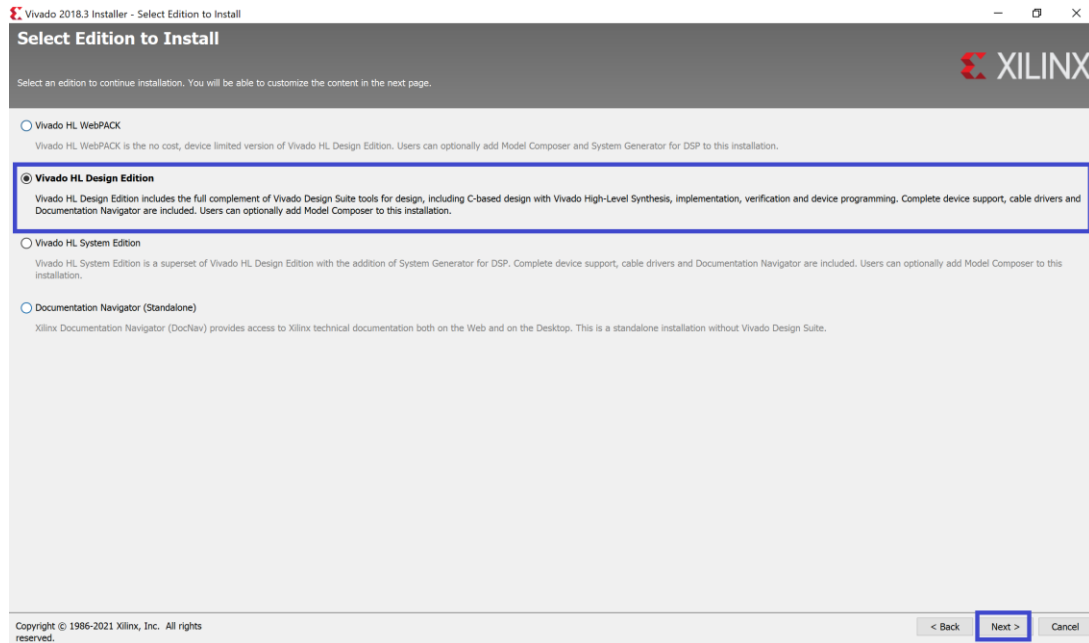 Vivado 2018.3 Installer - Select Edition to Install
Select Edition to Install
XILINX
Select an edition to continue installation. You will be able to customize the content in the next page.
Vivado HL WebPACK
Vivado HL WebPACK is the no cost, device limited version of Vivado HL Design Edition. Users can optionally add Model Composer and System Generator for DSP to this installation.
Vivado HL Design Edition
Vivado HL Design Edition includes the full complement of Vivado Design Suite tools for design, including C-based design with Vivado High-Level Synthesis, implementation, verification and device programming. Complete device support, cable drivers and
Documentation Navigator are included. Users can optionally add Model Composer to this installation.
Vivado HL System Edition
Vivado HL System Edition is a superset of Vivado HL Design Edition with the addition of System Generator for DSP. Complete device support, cable drivers and Documentation Navigator are included. Users can optionally add Model Composer to this
installation.
Documentation Navigator (Standalone)
Xilinx Documentation Navigator (DocNav) provides access to Xilinx technical documentation both on the Web and on the Desktop. This is a standalone installation without Vivado Design Suite.
Copyright © 1986-2021 Xilinx, Inc. All rights
reserved.
< Back Next > Cancel